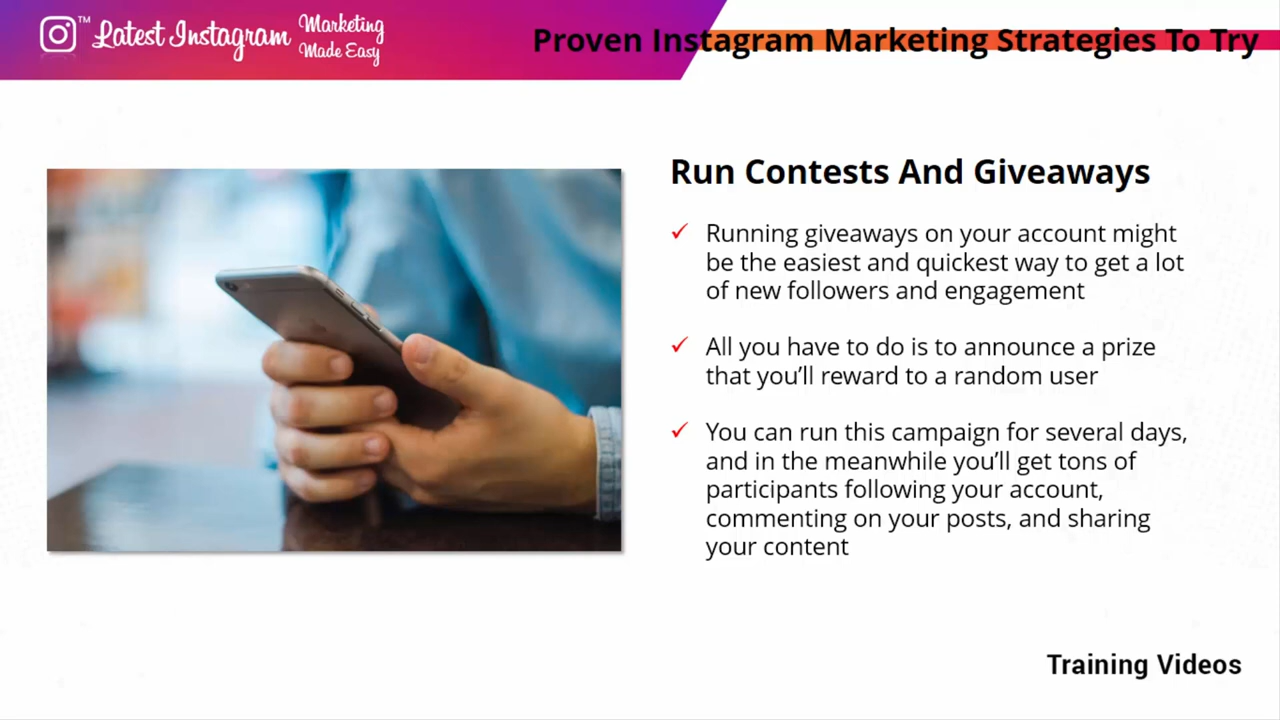 TM
Latest Instagram
Marketing
Made Easy
Proven Instagram Marketing Strategies To Try
Run Contests And Giveaways
✓ Running giveaways on your account might
be the easiest and quickest way to get a lot
of new followers and engagement
✓ All you have to do is to announce a prize
that you’ll reward to a random user
✓ You can run this campaign for several days,
and in the meanwhile you’ll get tons of
participants following your account,
commenting on your posts, and sharing
your content
Training Videos